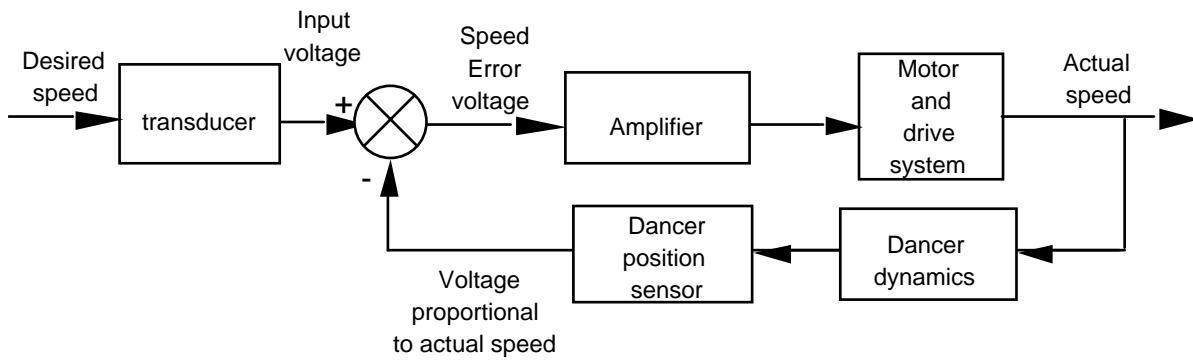 Desired
speed
transducer
Input
voltage
+
-
Speed
Error
voltage
Amplifier
Motor
and
drive
system
Actual
speed
Dancer
position
sensor
Dancer
dynamics
Voltage
proportional
to actual speed